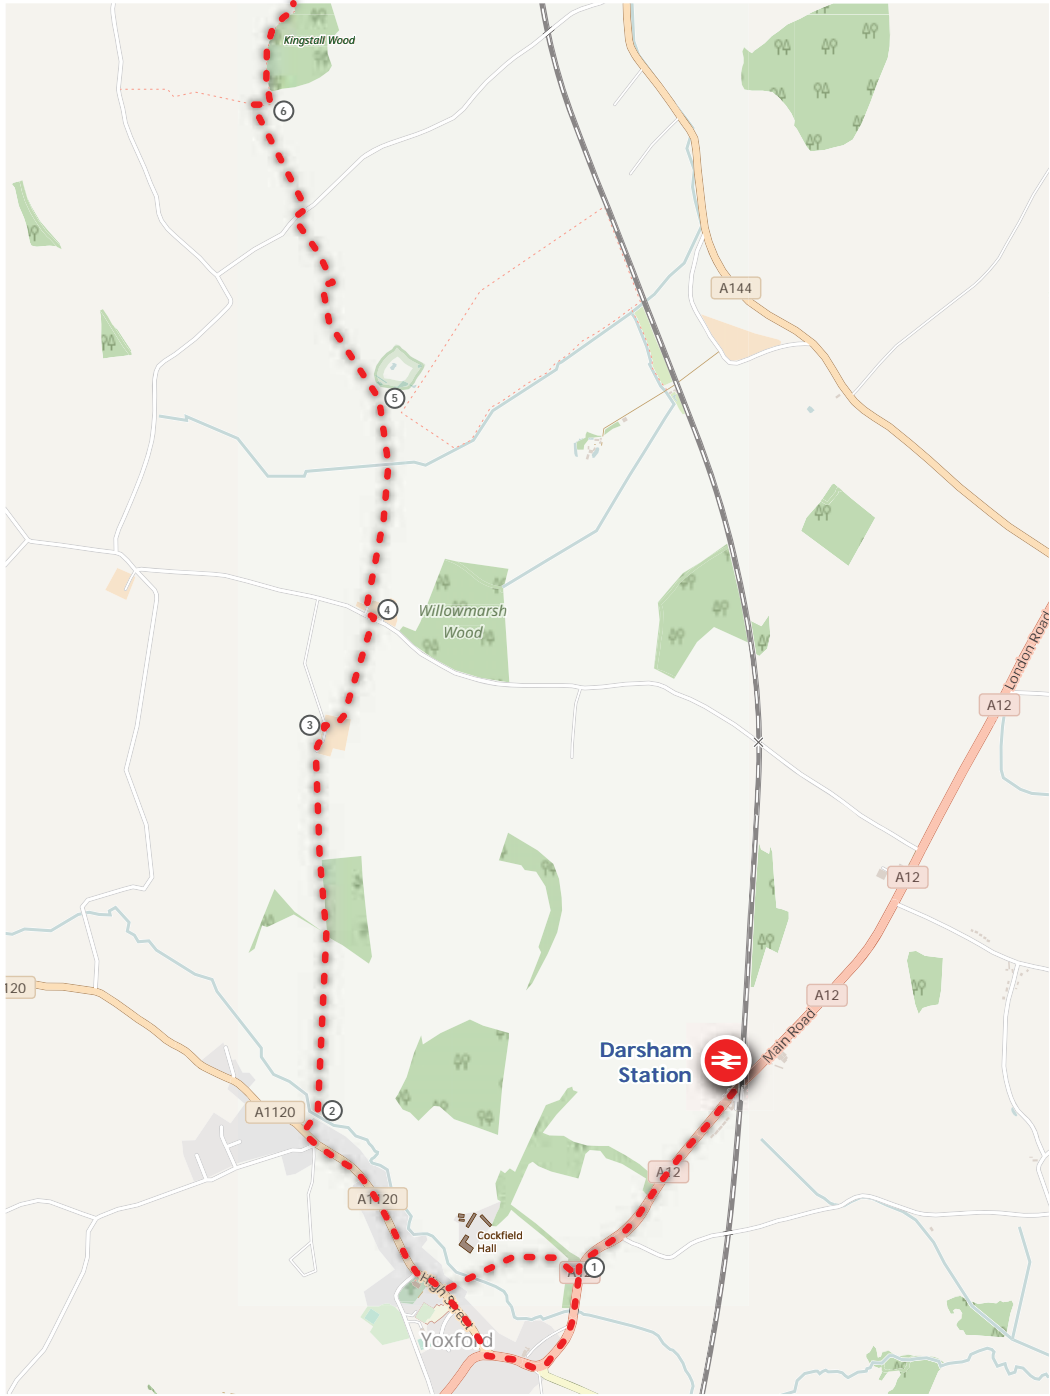 Kingstall Wood
6
A144
5
4
Willowmarsh
Wood
London Road
A12
3
A12
120
A12
Main Road
Darsham
Station
A1120
2
A12
A1120
Cockfield
Hall
1
High Street
Yoxford